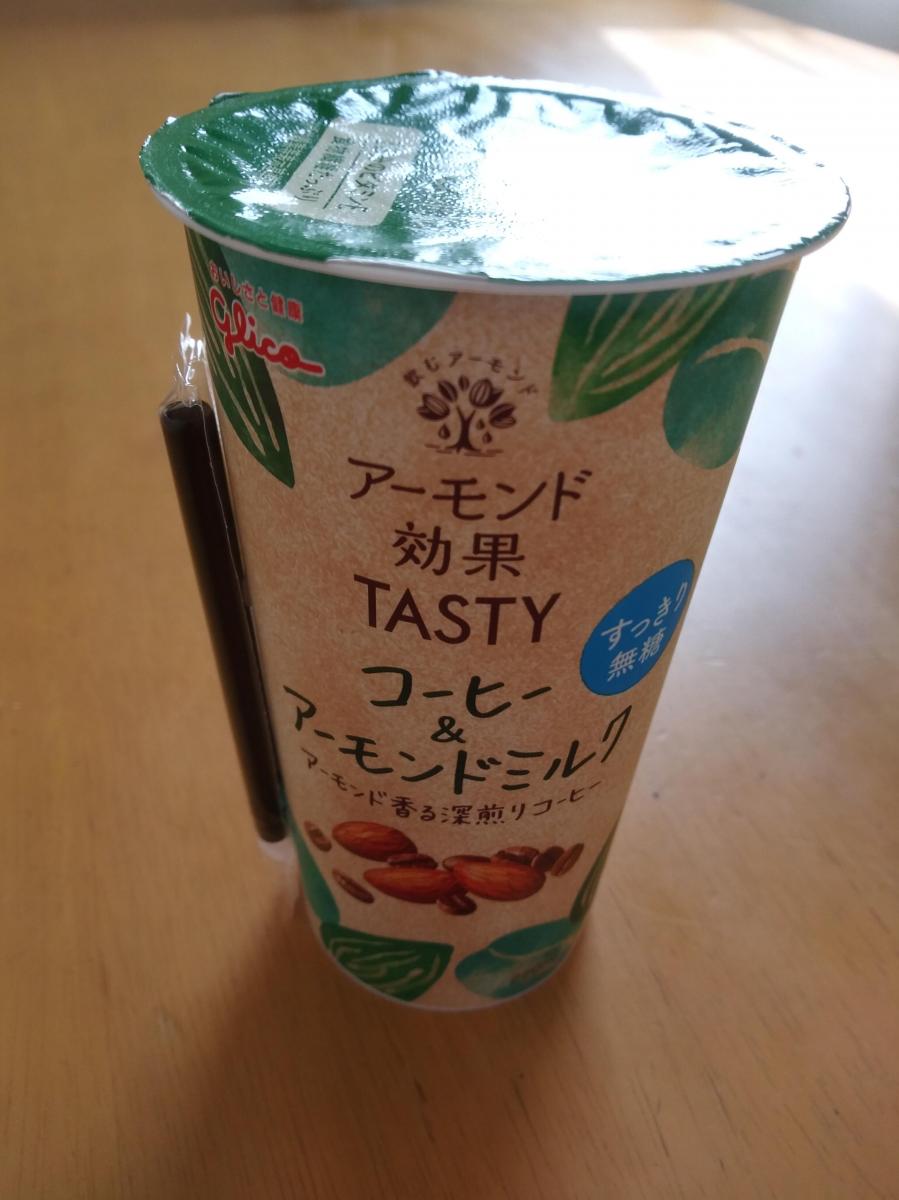 おいしさと健康
Glico
飲むアーモンド
アーモンド
効果
TASTY
すっきり
無糖
コーヒー
&
アーモンドミルク
アーモンド香る深煎りコーヒー